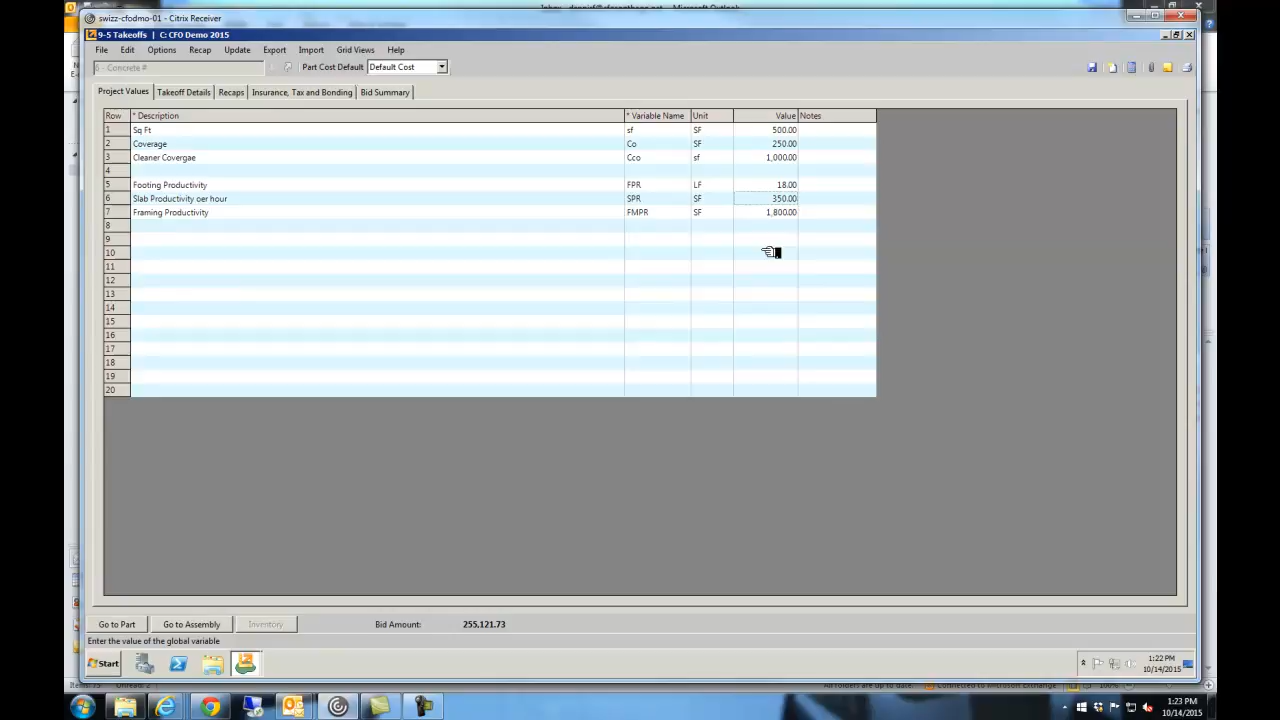 swizz-cfodmo-01 - Citrix Receiver
9-5 Takeoffs | C: CFO Demo 2015
File Edit Options Recap Update Export Import Grid Views Help
- Concrete # Part Cost Default Default Cost
Project Values Takeoff Details Recaps Insurance, Tax and Bonding Bid Summary
Row * Description * Variable Name Unit Value Notes
1 Sq Ft sf SF 500.00
2 Coverage Co SF 250.00
3 Cleaner Covergae Cco sf 1,000.00
4
5 Footing Productivity FPR LF 18.00
6 Slab Productivity oer hour SPR SF 350.00
7 Framing Productivity FMPR SF 1,800.00
8
9
10
11
12
13
14
15
16
17
18
19
20
Go to Part Go to Assembly Inventory Bid Amount: 255,121.73
Enter the value of the global variable
Start 1:22 PM
10/14/2015
1:23 PM
10/14/2015